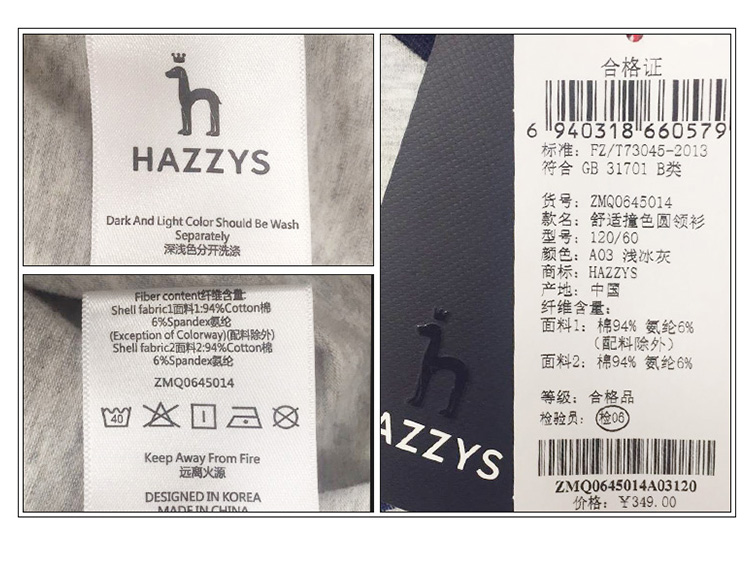 HAZZYS
Dark And Light Color Should Be Wash
Separately
深浅色分开洗涤
Fiber content纤维含量:
Shell fabric1面料1:94%Cotton棉
6%Spandex氨纶
(Exception of Colorway)(配料除外)
Shell fabric2面料2:94%Cotton棉
6%Spandex氨纶
ZMQ0645014
40
Keep Away From Fire
远离火源
DESIGNED IN KOREA
MADE IN CHINA
AZZYS
合格证
6 940318 660579
标准: FZ/T73045-2013
符合 GB 31701 B类
货号: ZMQ0645014
款名: 舒适撞色圆领衫
型号: 120/60
颜色: A03 浅冰灰
商标: HAZZYS
产地: 中国
纤维含量:
面料1: 棉94% 氨纶6%
(配料除外)
面料2: 棉94% 氨纶6%
等级: 合格品
检验员: 检06
ZMQ0645014A03120
价格: ¥349.00